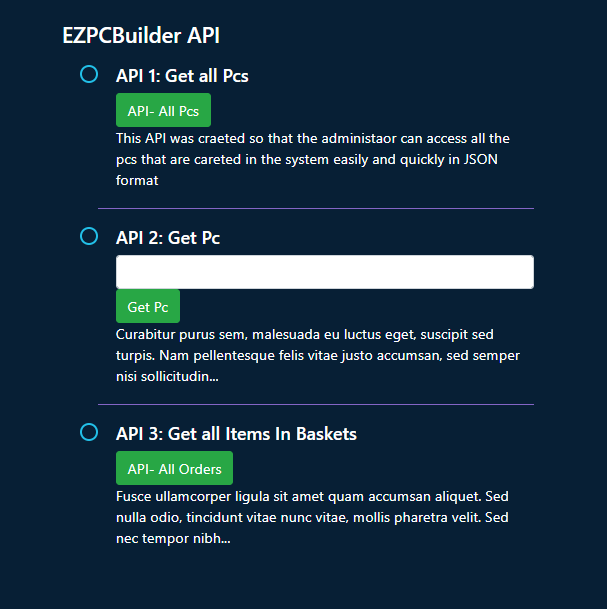 EZPCBuilder API
API 1: Get all Pcs
API- All Pcs
This API was craeted so that the administaor can access all the
pcs that are careted in the system easily and quickly in JSON
format
API 2: Get Pc
Get Pc
Curabitur purus sem, malesuada eu luctus eget, suscipit sed
turpis. Nam pellentesque felis vitae justo accumsan, sed semper
nisi sollicitudin...
API 3: Get all Items In Baskets
API- All Orders
Fusce ullamcorper ligula sit amet quam accumsan aliquet. Sed
nulla odio, tincidunt vitae nunc vitae, mollis pharetra velit. Sed
nec tempor nibh...